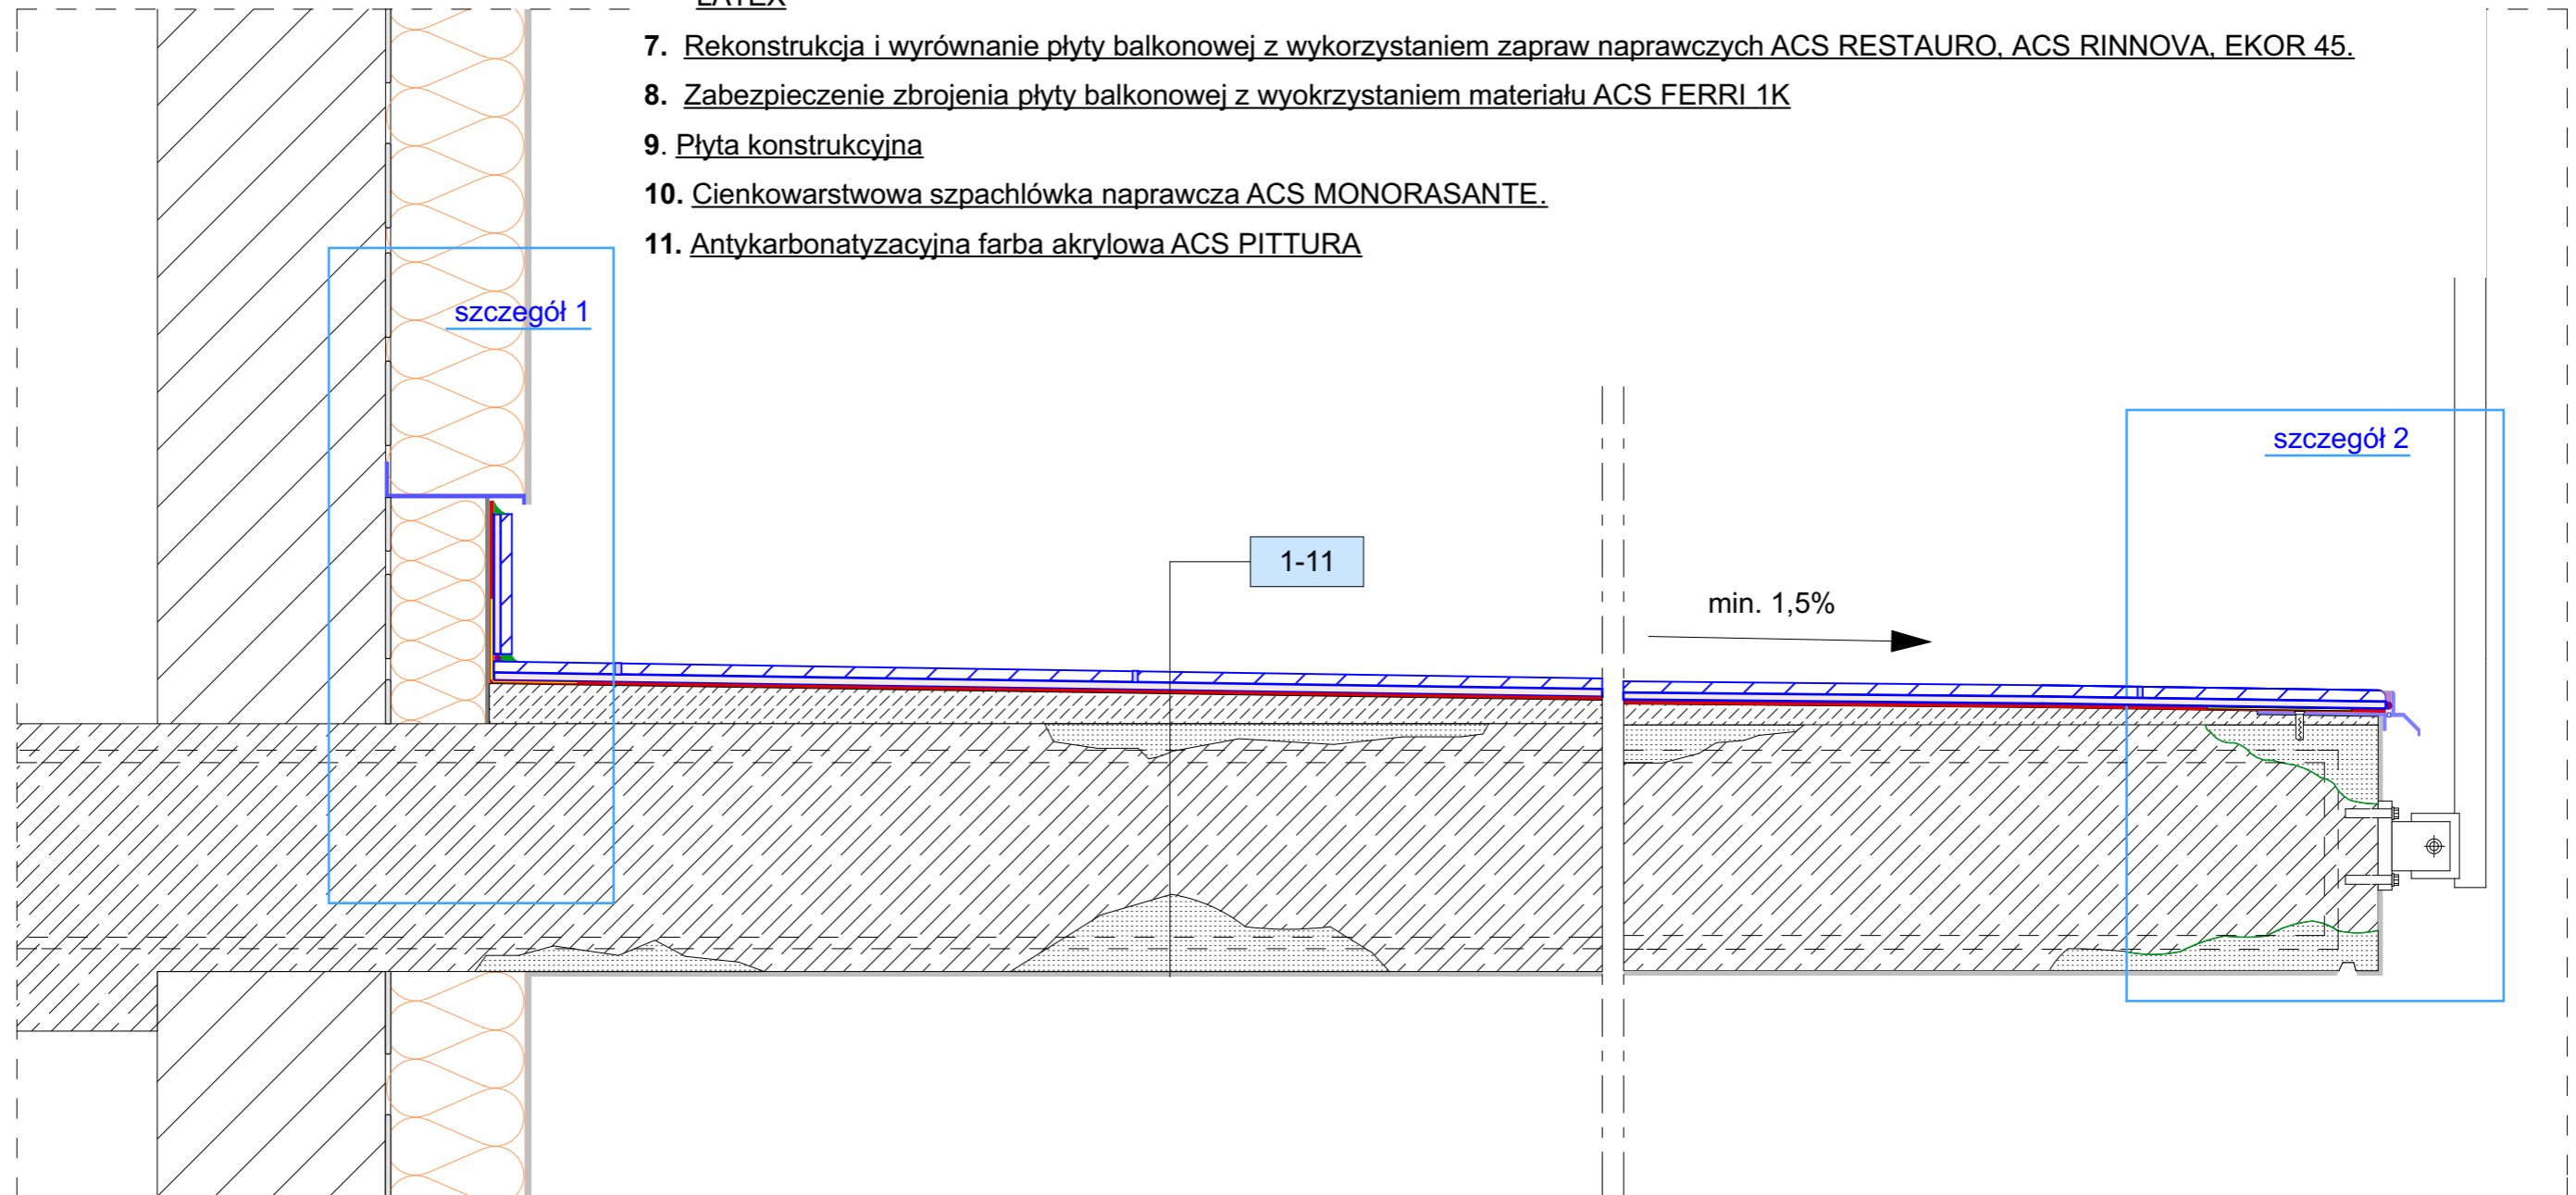 LATEX
7. Rekonstrukcja i wyrównanie płyty balkonowej z wykorzystaniem zapraw naprawczych ACS RESTAURO, ACS RINNOVA, EKOR 45.
8. Zabezpieczenie zbrojenia płyty balkonowej z wyokrzystaniem materiału ACS FERRI 1K
9. Płyta konstrukcyjna
10. Cienkowarstwowa szpachlówka naprawcza ACS MONORASANTE.
11. Antykarbonatyzacyjna farba akrylowa ACS PITTURA
szczegół 1
szczegół 2
1-11
min. 1,5%